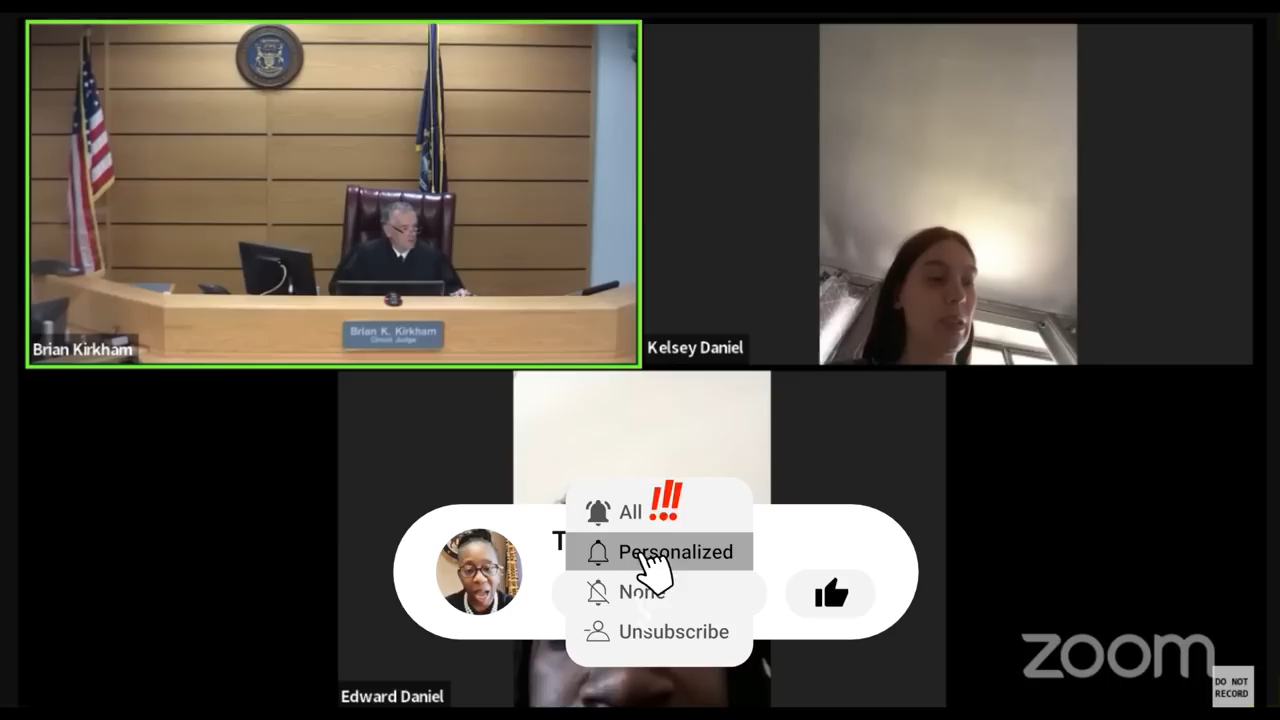 Brian K. Kirkham
Circuit Judge
Brian Kirkham
Kelsey Daniel
All !!!
T
Personalized
None
Unsubscribe
Edward Daniel
zoom
DO NOT
RECORD